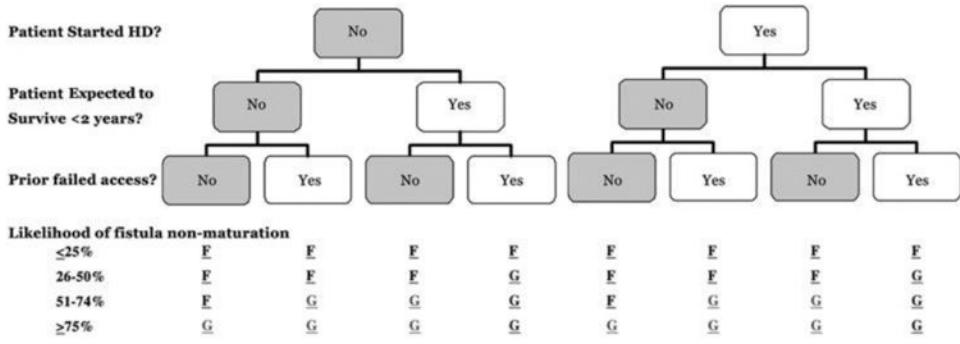 Patient Started HD? No Yes
Patient Expected to
Survive <2 years? No Yes No Yes
Prior failed access? No Yes No Yes No Yes No Yes
Likelihood of fistula non-maturation
≤25% F F F F F F F F
26-50% F F F G F F F G
51-74% F G G G F G G G
≥75% G G G G G G G G